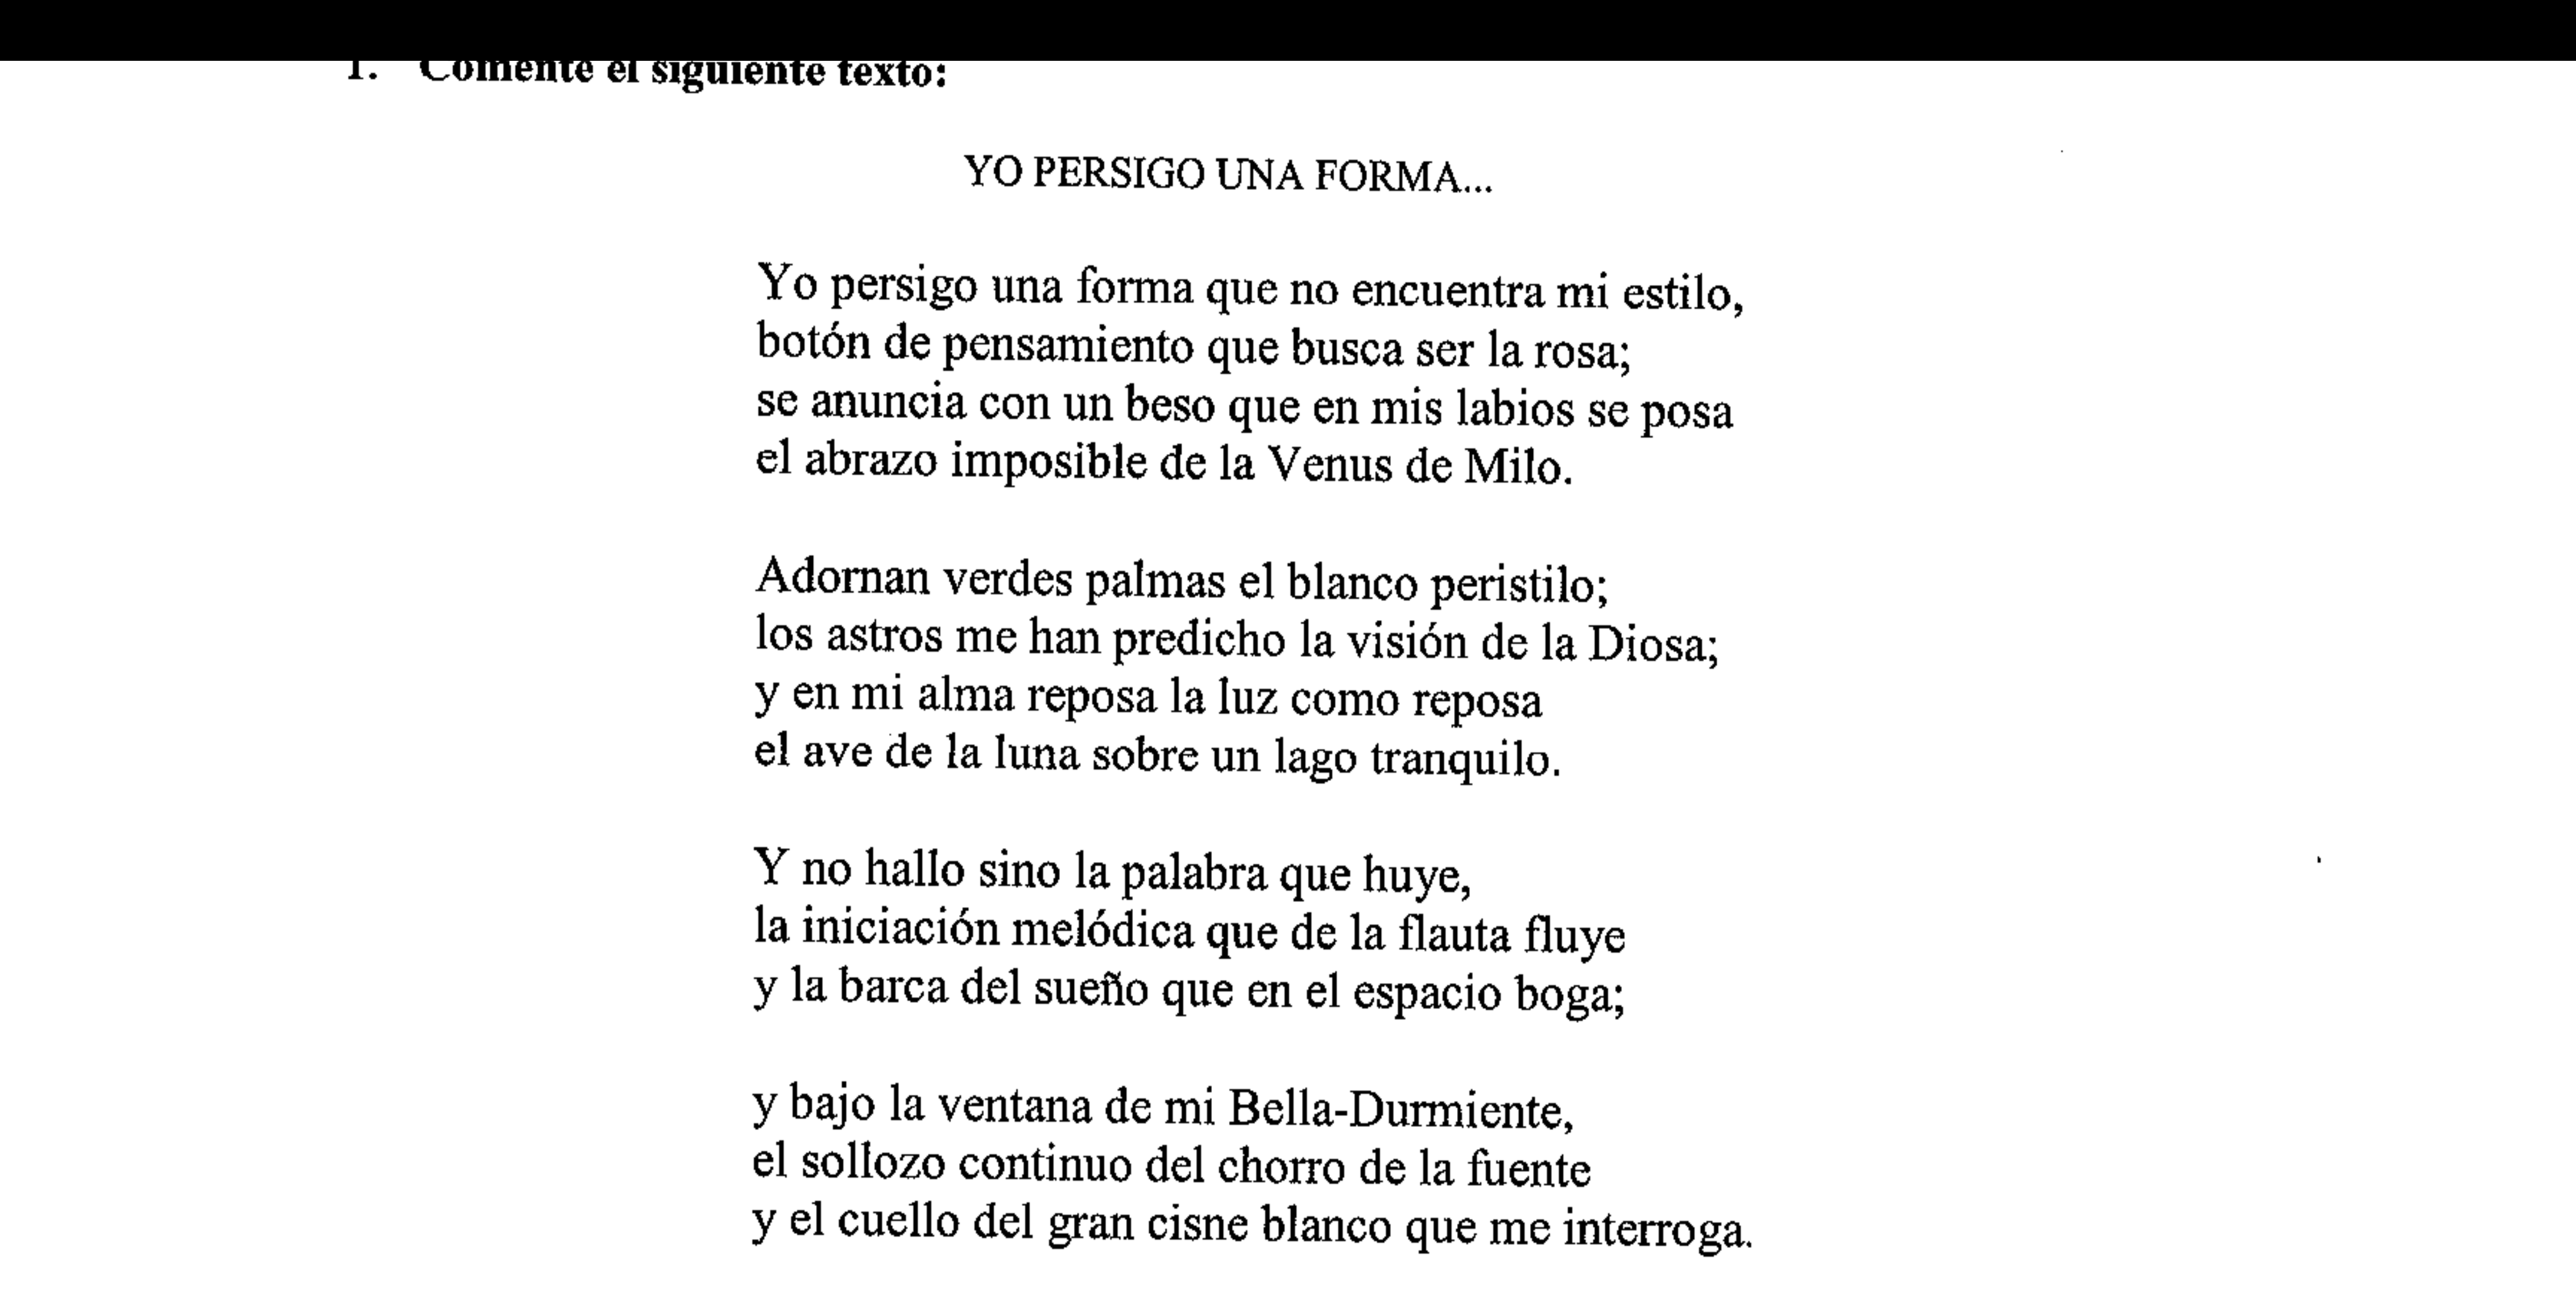 1. Comente el siguiente texto:
YO PERSIGO UNA FORMA...
Yo persigo una forma que no encuentra mi estilo,
botón de pensamiento que busca ser la rosa;
se anuncia con un beso que en mis labios se posa
el abrazo imposible de la Venus de Milo.
Adornan verdes palmas el blanco peristilo;
los astros me han predicho la visión de la Diosa;
y en mi alma reposa la luz como reposa
el ave de la luna sobre un lago tranquilo.
Y no hallo sino la palabra que huye,
la iniciación melódica que de la flauta fluye
y la barca del sueño que en el espacio boga;
y bajo la ventana de mi Bella-Durmiente,
el sollozo continuo del chorro de la fuente
y el cuello del gran cisne blanco que me interroga.